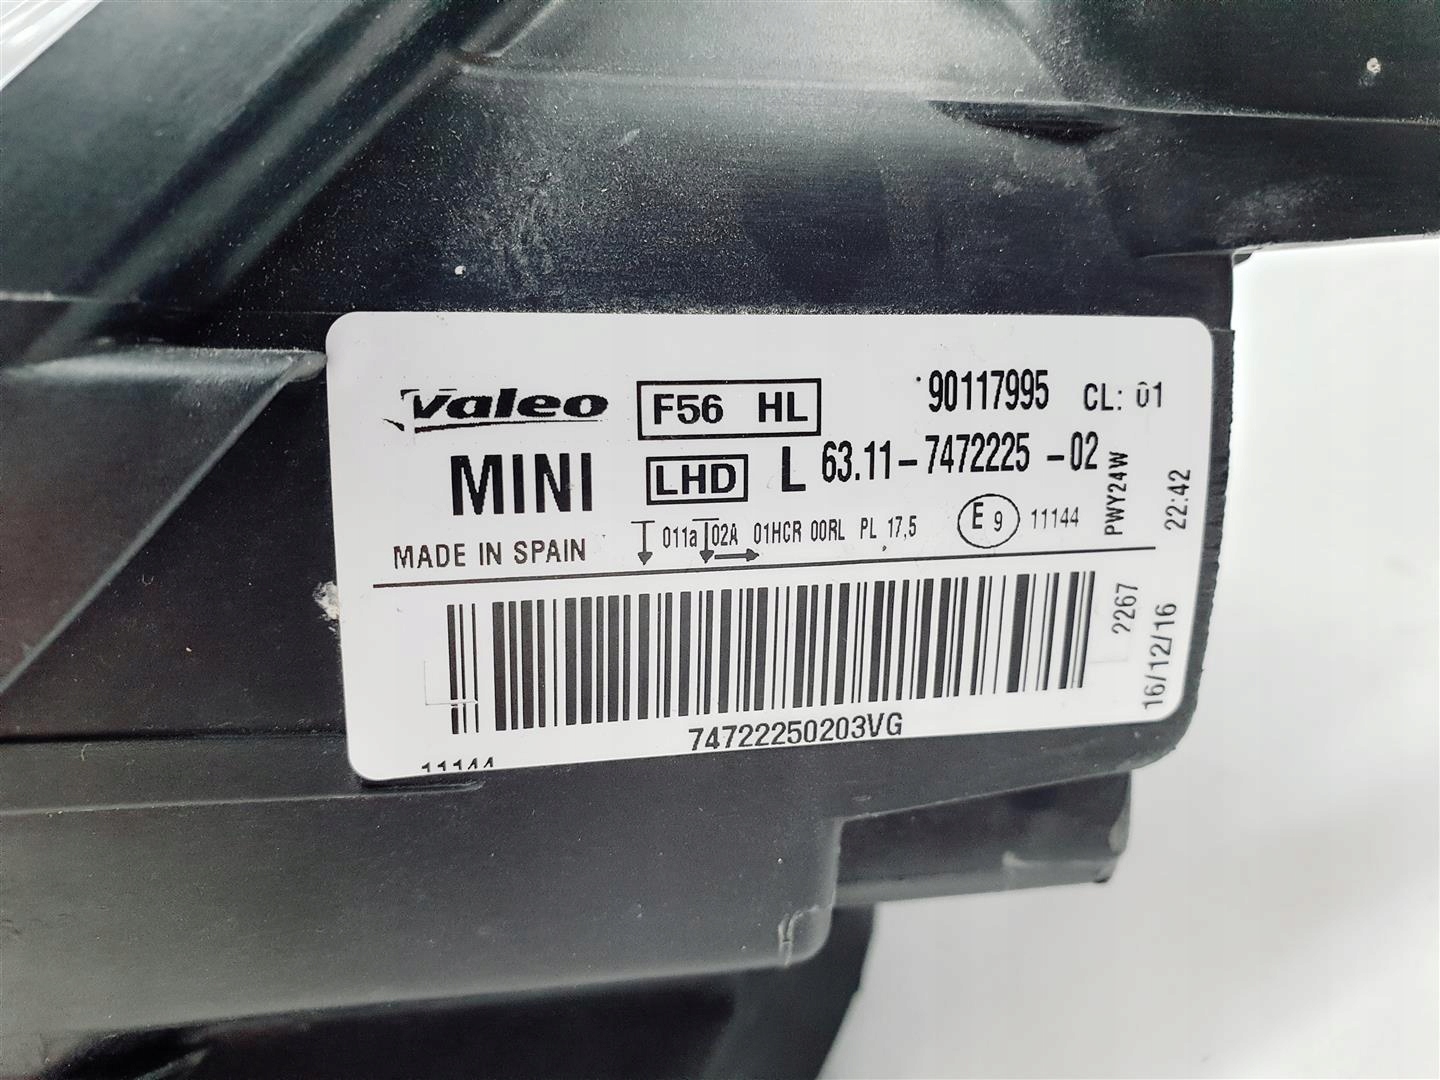 Valeo F56 HL 90117995 CL: 01
MINI LHD L 63.11-7472225-02
MADE IN SPAIN 011a 02A 01HCR 00RL PL 17,5 E9 11144
PWY24W
22:42
2267
16/12/16
74722250203VG
11144